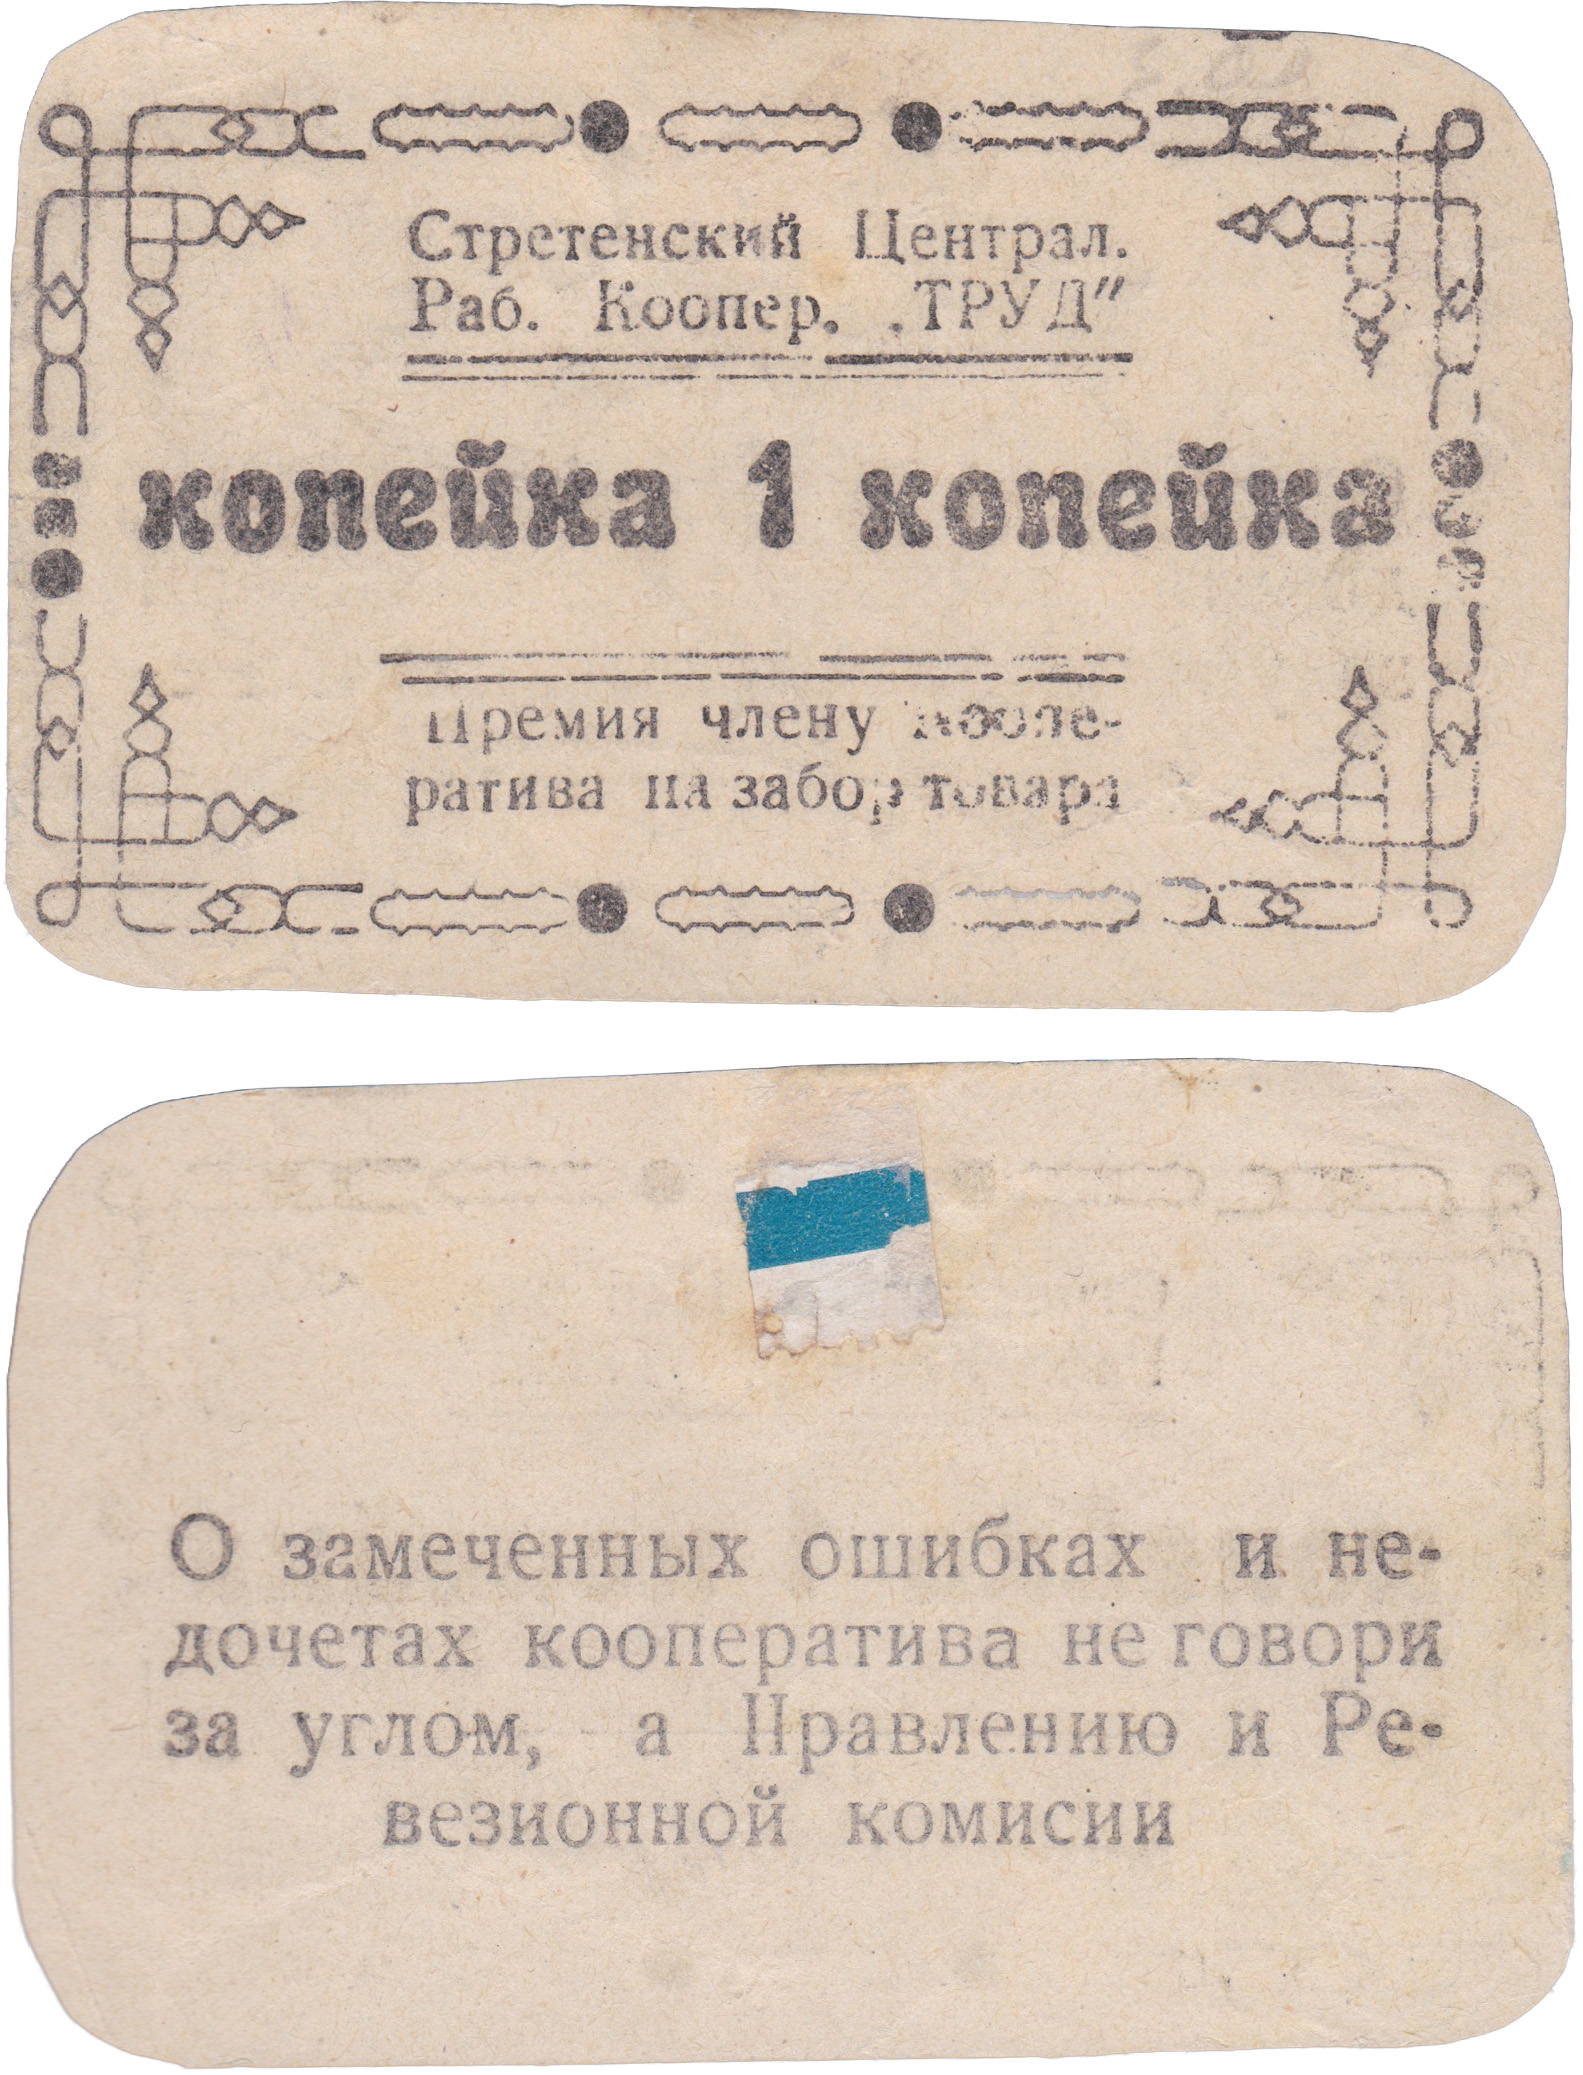 Стретенский Централ.
Раб. Коопер. „ТРУД"
копейка 1 копейка
Премия члену Коопе-
ратива на забор товара
О замеченных ошибках и не-
дочетах кооператива не говори
за углом, а Правлению и Ре-
везионной комисии